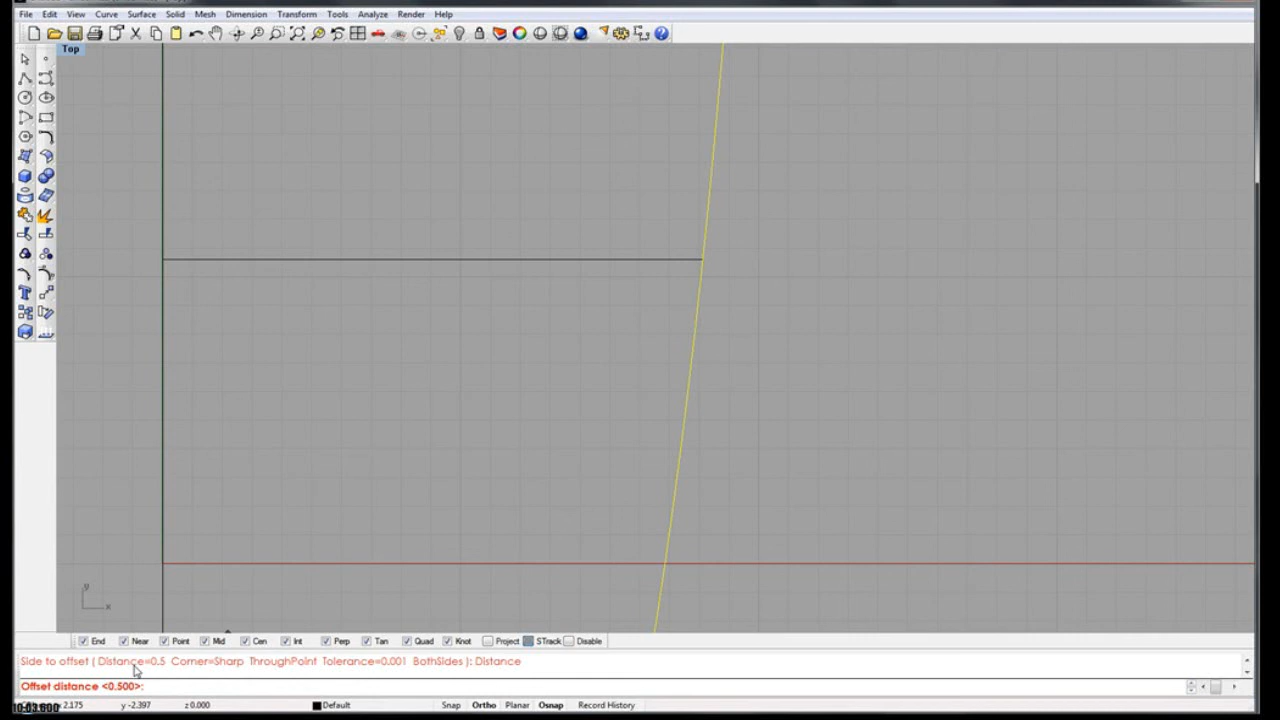 File Edit View Curve Surface Solid Mesh Dimension Transform Tools Analyze Render Help
Top
y
x
End Near Point Mid Cen Int Perp Tan Quad Knot Project STrack Disable
Side to offset ( Distance=0.5 Corner=Sharp ThroughPoint Tolerance=0.001 BothSides ): Distance
Offset distance <0.500>:
x 2.175 y -2.397 z 0.000 Default Snap Ortho Planar Osnap Record History